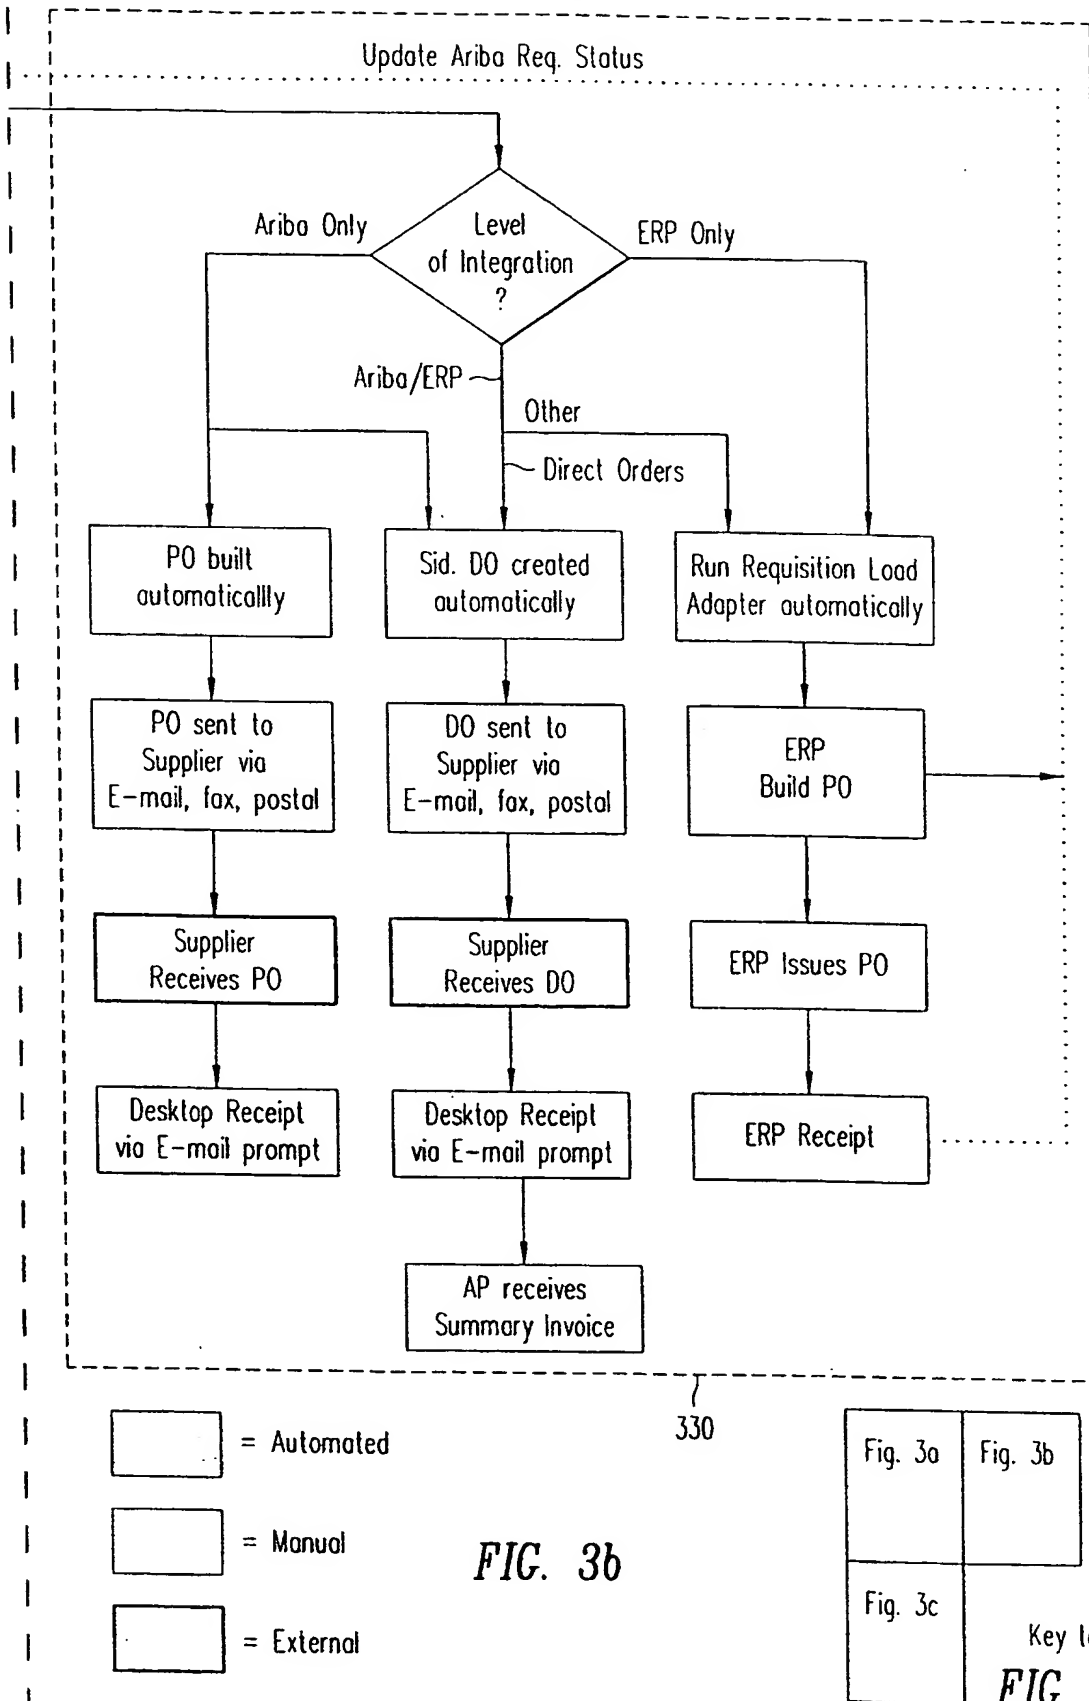 Update Ariba Req. Status
Ariba Only
Level
of Integration
?
ERP Only
Ariba/ERP
Other
Direct Orders
PO built
automaticallly
Sid. DO created
automatically
Run Requisition Load
Adapter automatically
PO sent to
Supplier via
E-mail, fax, postal
DO sent to
Supplier via
E-mail, fax, postal
ERP
Build PO
Supplier
Receives PO
Supplier
Receives DO
ERP Issues PO
Desktop Receipt
via E-mail prompt
Desktop Receipt
via E-mail prompt
ERP Receipt
AP receives
Summary Invoice
330
= Automated
= Manual
= External
FIG. 3b
Fig. 3a
Fig. 3b
Fig. 3c
Key
FIG